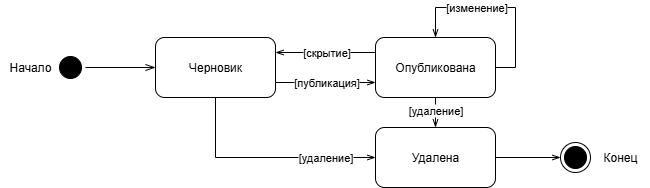 [изменение]
[скрытие]
Начало
Черновик
Опубликована
[публикация]
[удаление]
[удаление]
Удалена
Конец